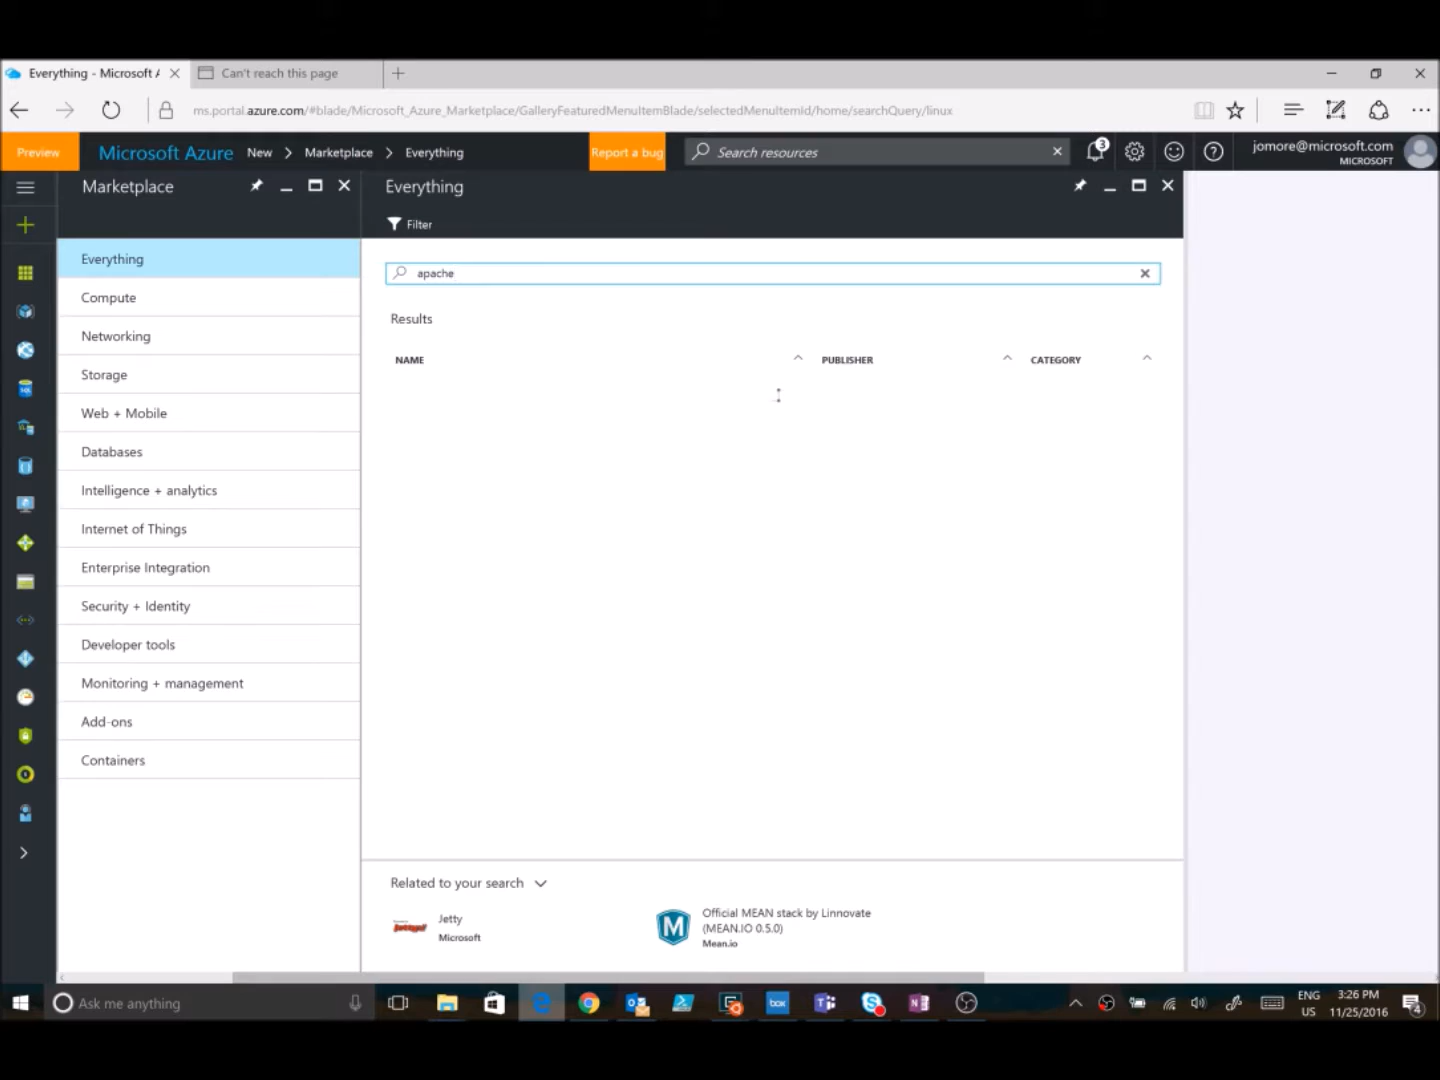 Everything - Microsoft A
Can't reach this page
ms.portal.azure.com/#blade/Microsoft_Azure_Marketplace/GalleryFeaturedMenuItemBlade/selectedMenuItemId/home/searchQuery/linux
Preview
Microsoft Azure New > Marketplace > Everything
Report a bug
Search resources
3
jomore@microsoft.com
MICROSOFT
Marketplace
Everything
Filter
Everything
Compute
Networking
Storage
Web + Mobile
Databases
Intelligence + analytics
Internet of Things
Enterprise Integration
Security + Identity
Developer tools
Monitoring + management
Add-ons
Containers
apache
Results
NAME PUBLISHER CATEGORY
Related to your search
Jetty
Microsoft
Official MEAN stack by Linnovate
(MEAN.IO 0.5.0)
Mean.io
Ask me anything
box
ENG
US
3:26 PM
11/25/2016
4